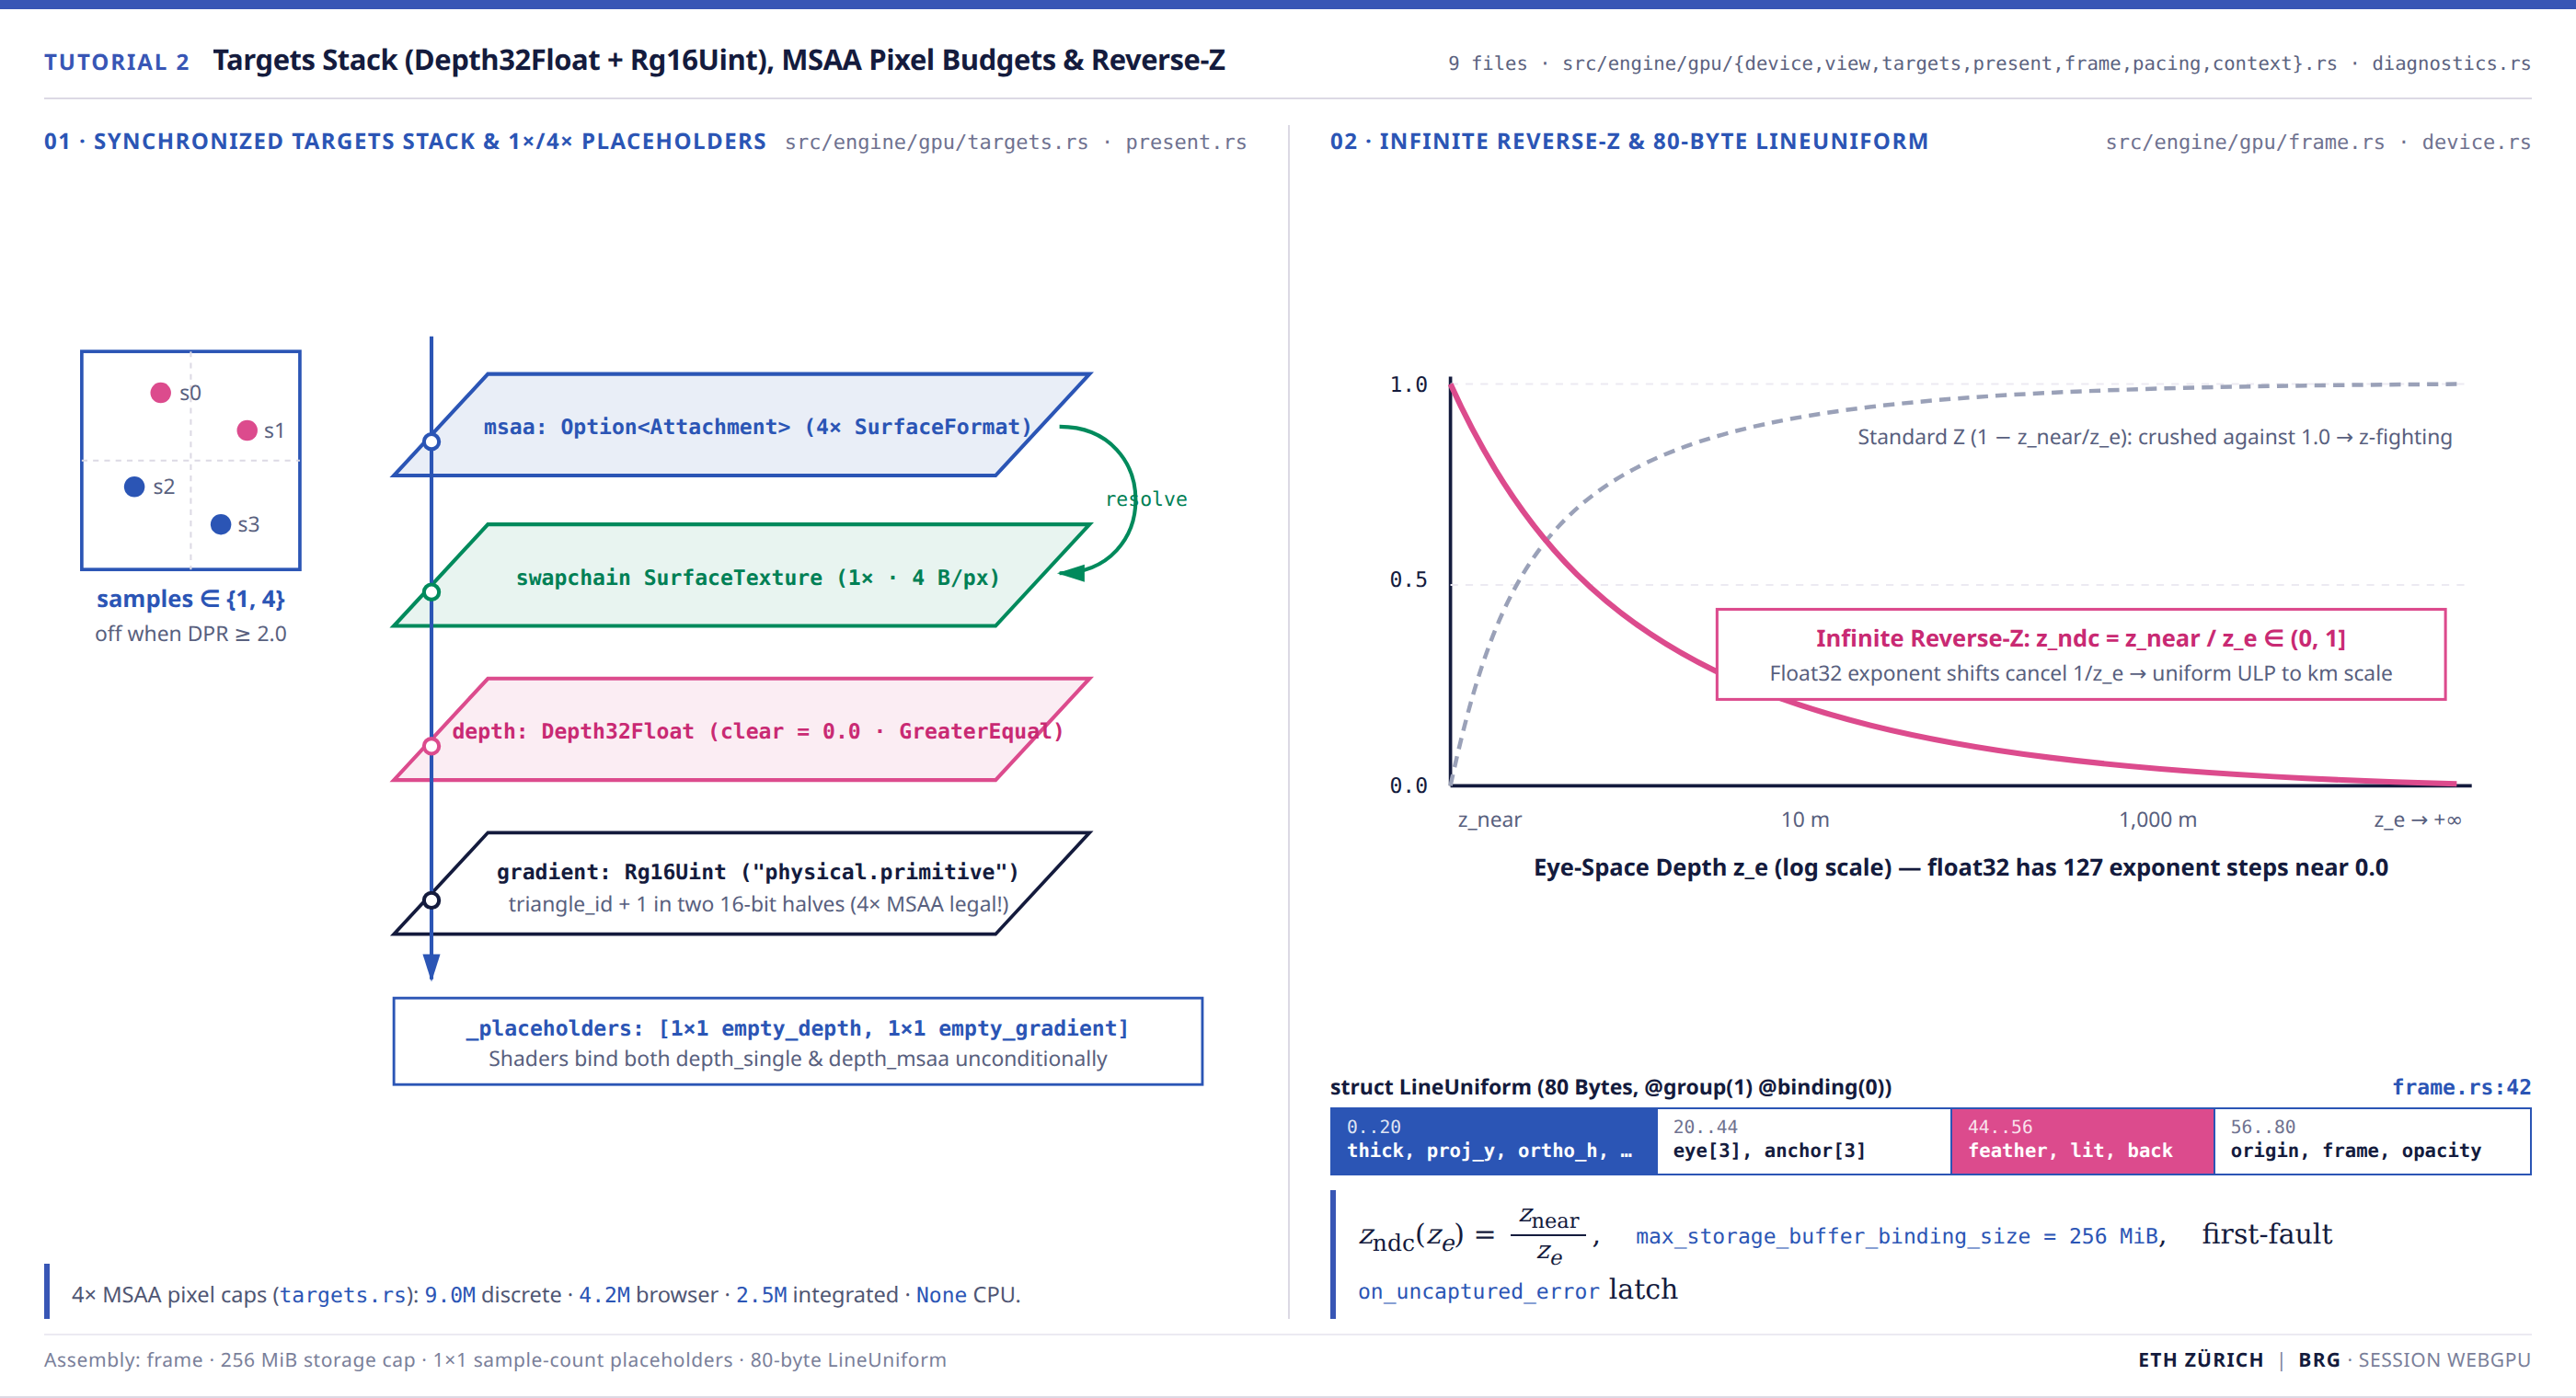 TUTORIAL 2 Targets Stack (Depth32Float + Rg16Uint), MSAA Pixel Budgets & Reverse-Z
9 files · src/engine/gpu/{device,view,targets,present,frame,pacing,context}.rs · diagnostics.rs
01 · SYNCHRONIZED TARGETS STACK & 1×/4× PLACEHOLDERS src/engine/gpu/targets.rs · present.rs
s0
s1
s2
s3
samples ∈ {1, 4}
off when DPR ≥ 2.0
msaa: Option<Attachment> (4× SurfaceFormat)
resolve
swapchain SurfaceTexture (1× · 4 B/px)
depth: Depth32Float (clear = 0.0 · GreaterEqual)
gradient: Rg16Uint ("physical.primitive")
triangle_id + 1 in two 16-bit halves (4× MSAA legal!)
_placeholders: [1×1 empty_depth, 1×1 empty_gradient]
Shaders bind both depth_single & depth_msaa unconditionally
4× MSAA pixel caps (targets.rs): 9.0M discrete · 4.2M browser · 2.5M integrated · None CPU.
02 · INFINITE REVERSE-Z & 80-BYTE LINEUNIFORM src/engine/gpu/frame.rs · device.rs
1.0
Standard Z (1 − z_near/z_e): crushed against 1.0 → z-fighting
0.5
Infinite Reverse-Z: z_ndc = z_near / z_e ∈ (0, 1]
Float32 exponent shifts cancel 1/z_e → uniform ULP to km scale
0.0
z_near 10 m 1,000 m z_e → +∞
Eye-Space Depth z_e (log scale) — float32 has 127 exponent steps near 0.0
struct LineUniform (80 Bytes, @group(1) @binding(0)) frame.rs:42
0..20
thick, proj_y, ortho_h, …
20..44
eye[3], anchor[3]
44..56
feather, lit, back
56..80
origin, frame, opacity
z_ndc(z_e) = z_near / z_e, max_storage_buffer_binding_size = 256 MiB, first-fault
on_uncaptured_error latch
Assembly: frame · 256 MiB storage cap · 1×1 sample-count placeholders · 80-byte LineUniform
ETH ZÜRICH | BRG · SESSION WEBGPU